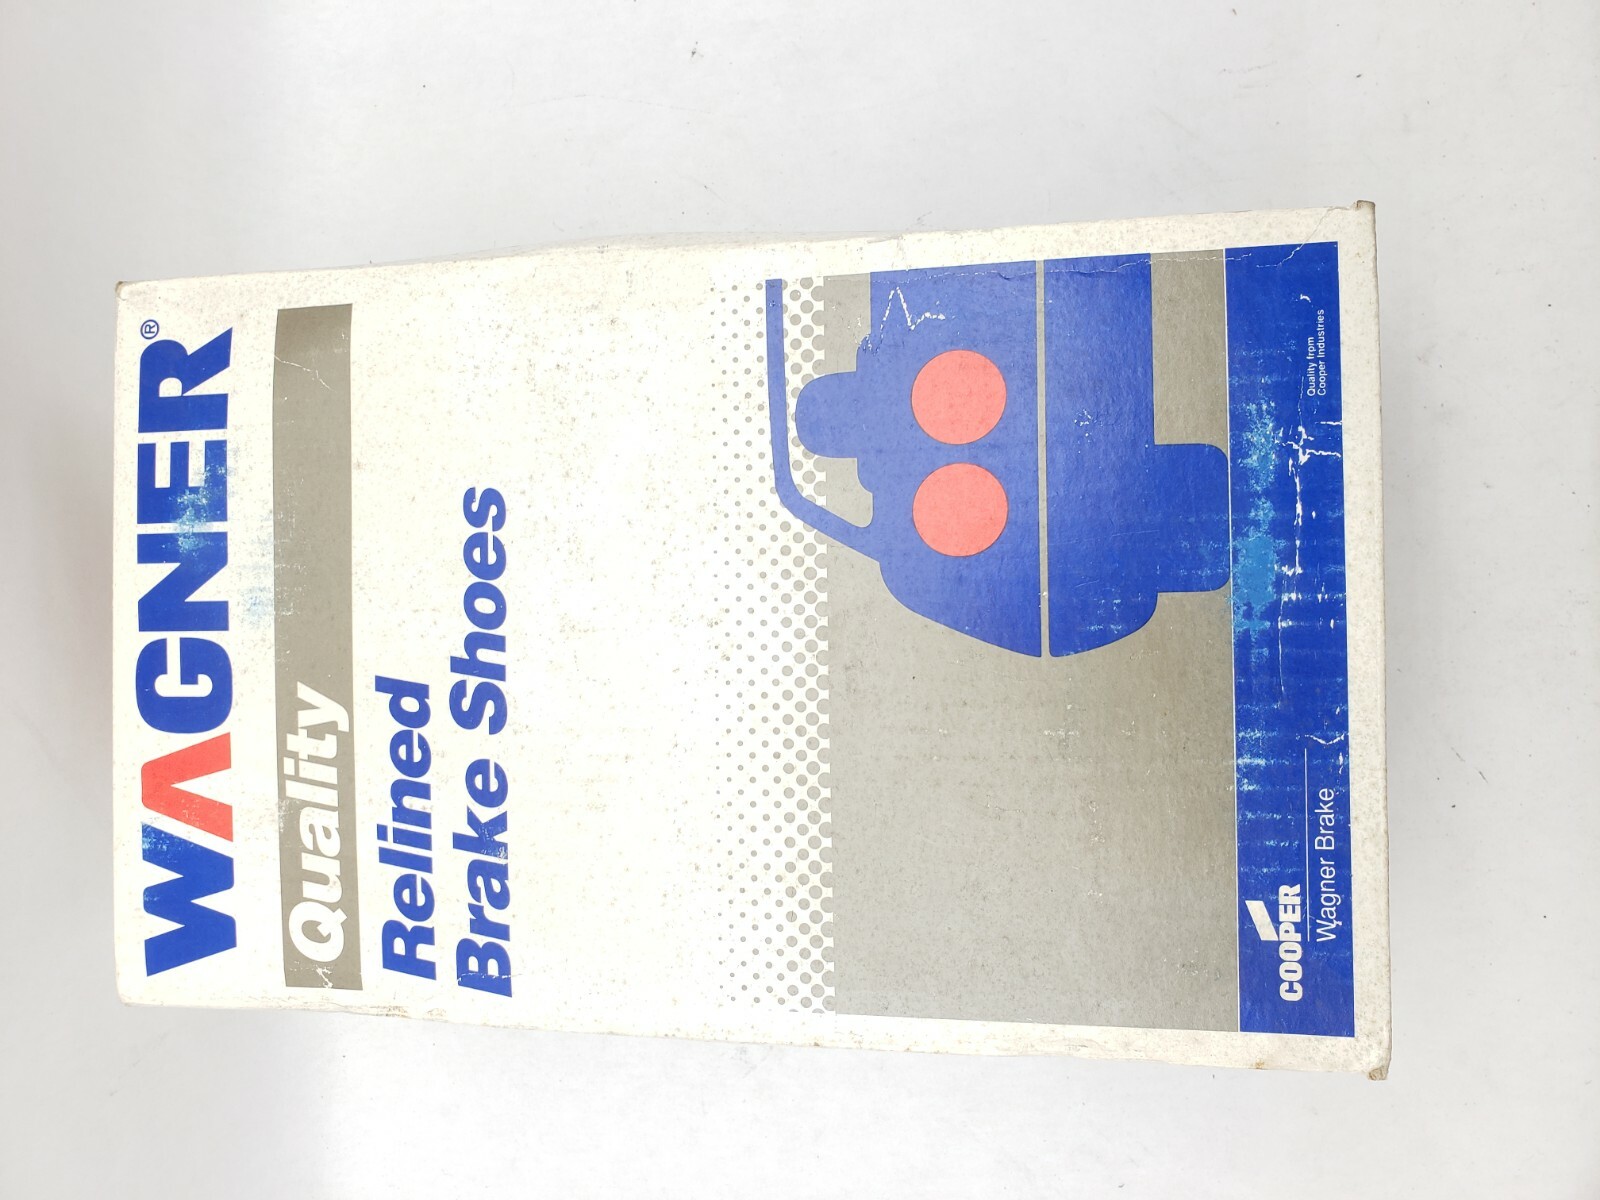 WAGNER®
Quality
Relined
Brake Shoes
COOPER
Wagner Brake
Quality from
Cooper Industries